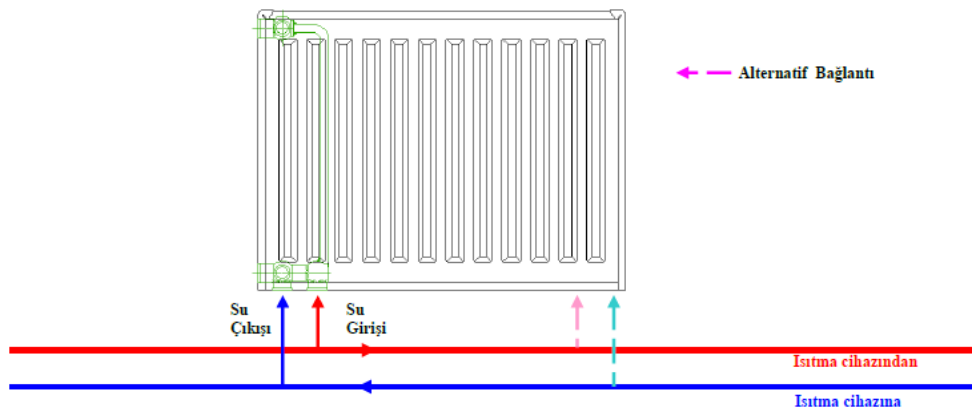 Alternatif Bağlantı
Su
Çıkışı
Su
Girişi
Isıtma cihazından
Isıtma cihazına